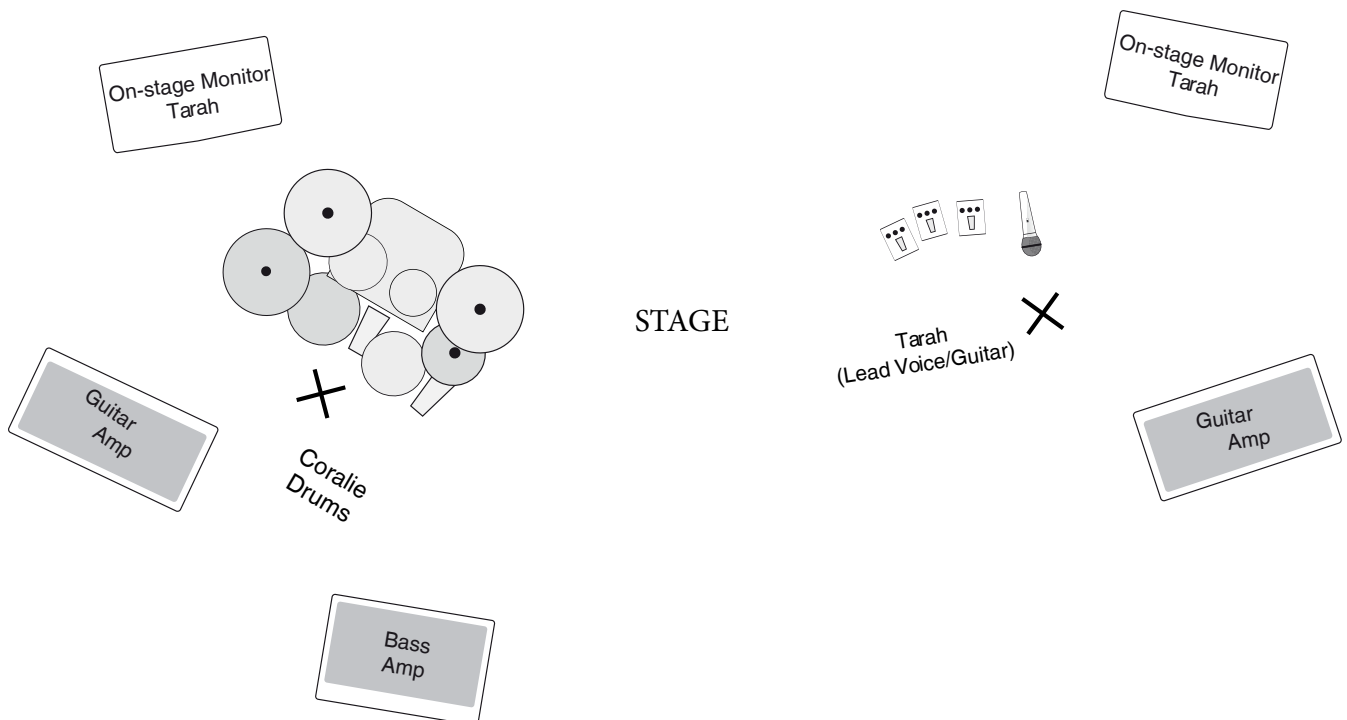 On-stage Monitor
Tarah
On-stage Monitor
Tarah
STAGE
Tarah
(Lead Voice/Guitar)
Guitar
Amp
Guitar
Amp
Coralie
Drums
Bass
Amp